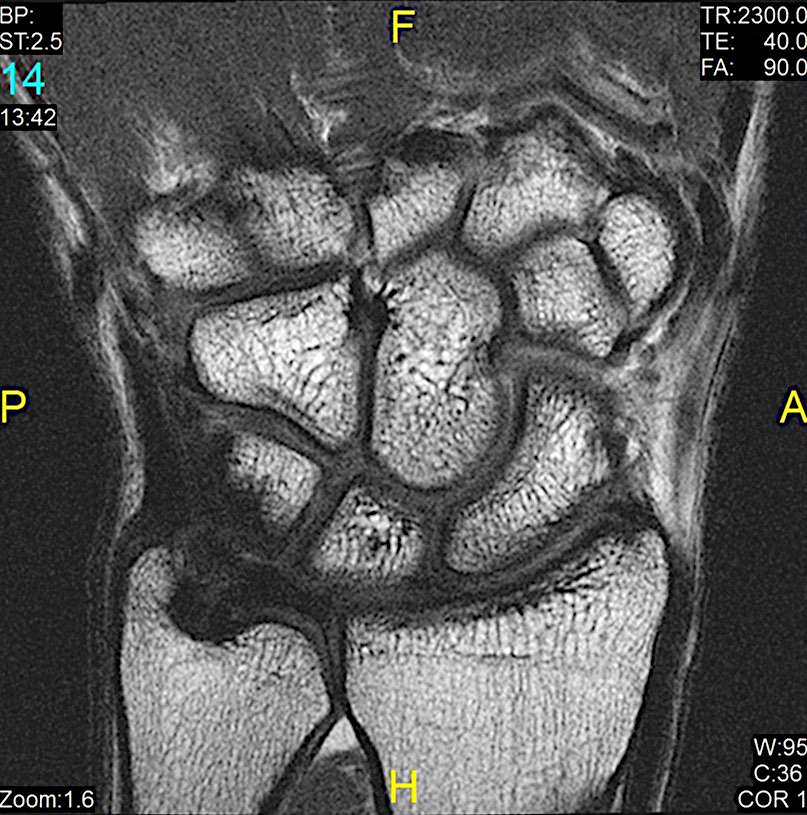 BP:
ST:2.5
14
13:42
F
TR:2300.0
TE: 40.0
FA: 90.0
P
A
H
Zoom:1.6
W:95
C:36
COR 1